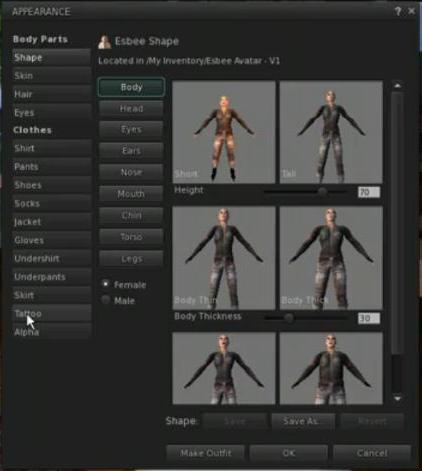 APPEARANCE ? ×
Body Parts
Shape
Skin
Hair
Eyes
Clothes
Shirt
Pants
Shoes
Socks
Jacket
Gloves
Undershirt
Underpants
Skirt
Tattoo
Alpha
Esbee Shape
Located in /My Inventory/Esbee Avatar - V1
Body
Head
Eyes
Ears
Nose
Mouth
Chin
Torso
Legs
Female
Male
Short Tall
Height 70
Body Thin Body Thick
Body Thickness 30
Shape: Save Save As... Revert
Make Outfit OK Cancel